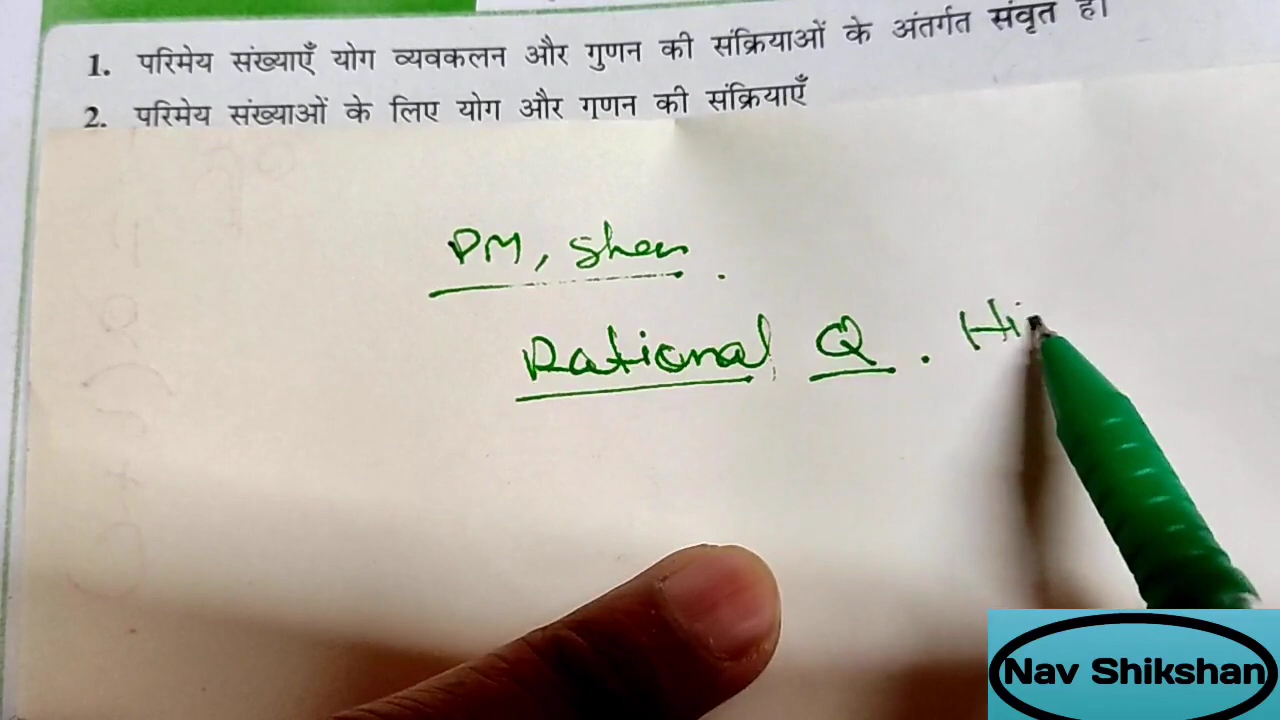 1. परिमेय संख्याएँ योग व्यवकलन और गुणन की संक्रियाओं के अंतर्गत संवृत है।
2. परिमेय संख्याओं के लिए योग और गुणन की संक्रियाएँ
PM, Shen
Rational Q. Hi
Nav Shikshan